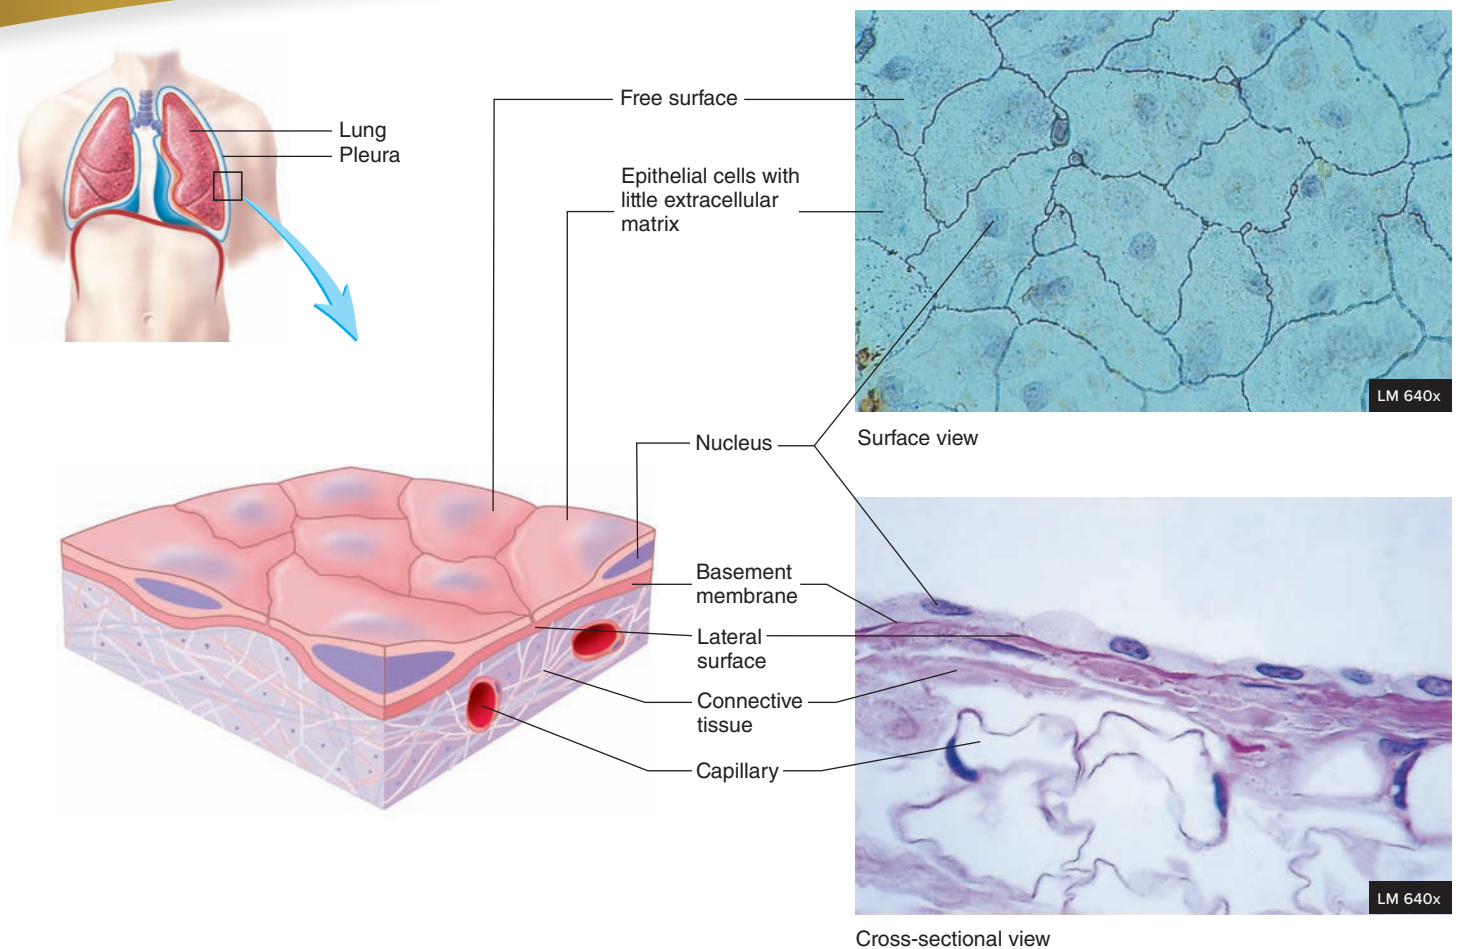 Lung
Pleura
Free surface
Epithelial cells with
little extracellular
matrix
LM 640x
Surface view
Nucleus
Basement
membrane
Lateral
surface
Connective
tissue
Capillary
LM 640x
Cross-sectional view